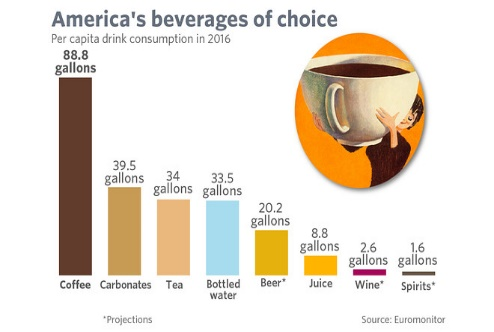 America's beverages of choice
Per capita drink consumption in 2016
88.8
gallons
39.5
gallons
34
gallons
33.5
gallons
20.2
gallons
8.8
gallons
2.6
gallons
1.6
gallons
Coffee
Carbonates
Tea
Bottled
water
Beer*
Juice
Wine*
Spirits*
*Projections
Source: Euromonitor